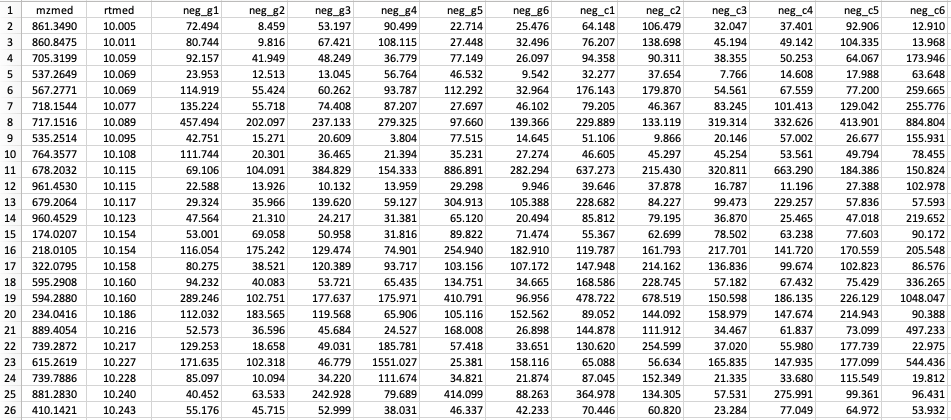 1 mzmed rtmed neg_g1 neg_g2 neg_g3 neg_g4 neg_g5 neg_g6 neg_c1 neg_c2 neg_c3 neg_c4 neg_c5 neg_c6
2 861.3490 10.005 72.494 8.459 53.197 90.499 22.714 25.476 64.148 106.479 32.047 37.401 92.906 12.910
3 860.8475 10.011 80.744 9.816 67.421 108.115 27.448 32.496 76.207 138.698 45.194 49.142 104.335 13.968
4 705.3199 10.059 92.157 41.929 48.249 36.779 77.149 26.097 94.358 90.311 38.355 50.253 64.067 173.946
5 537.2649 10.069 23.953 12.513 13.045 56.764 46.532 9.542 32.277 37.654 7.766 14.608 17.988 63.648
6 567.2771 10.069 114.919 55.424 60.262 93.787 112.292 32.964 176.143 179.870 54.561 67.559 77.200 259.665
7 718.1544 10.077 135.224 55.718 74.408 87.207 27.697 46.102 79.205 46.367 83.245 101.413 129.042 255.776
8 717.1516 10.089 457.494 202.097 237.133 279.325 97.660 139.366 229.889 133.119 319.314 332.626 413.901 884.804
9 535.2514 10.095 42.751 15.271 20.609 3.804 77.515 14.645 51.106 9.866 20.146 57.002 26.677 155.931
10 764.3577 10.108 111.744 20.301 36.465 21.394 35.231 27.274 46.605 45.297 45.254 53.561 49.794 78.455
11 678.2032 10.115 69.106 104.091 384.829 154.333 886.891 282.294 637.273 215.430 320.811 663.290 184.386 150.824
12 961.4530 10.115 22.588 13.926 10.132 13.959 29.298 9.946 39.646 37.878 16.787 11.196 27.388 102.978
13 679.2064 10.117 29.324 35.966 139.620 59.127 304.913 105.388 228.682 84.227 99.473 229.257 57.836 57.593
14 960.4529 10.123 47.564 21.310 24.217 31.381 65.120 20.494 85.812 79.195 36.870 25.465 47.018 219.652
15 174.0207 10.154 53.001 69.058 50.958 31.816 89.822 71.474 55.367 62.699 78.502 63.238 77.603 90.172
16 218.0105 10.154 116.054 175.242 129.474 74.901 254.940 182.910 119.787 161.793 217.701 141.720 170.559 205.548
17 322.0795 10.158 80.275 38.521 120.389 93.717 103.156 107.172 147.948 214.162 136.836 99.674 102.823 86.576
18 595.2908 10.160 94.232 40.083 53.721 65.435 134.751 34.665 168.586 228.745 57.182 67.432 75.429 336.265
19 594.2880 10.160 289.246 102.751 177.637 175.971 410.791 96.956 478.722 678.519 150.598 186.135 226.129 1048.047
20 234.0416 10.186 112.032 183.565 119.568 65.906 105.116 152.562 89.052 144.092 158.979 147.674 214.943 90.388
21 889.4054 10.216 52.573 36.596 45.684 24.527 168.008 26.898 144.878 111.912 34.467 61.837 73.099 497.233
22 739.2872 10.217 129.253 18.658 49.031 185.781 57.418 33.651 130.620 254.599 37.020 55.980 177.739 22.975
23 615.2619 10.227 171.635 102.318 46.779 1551.027 25.381 158.116 65.088 56.634 165.835 147.935 177.099 544.436
24 739.7886 10.228 85.097 10.094 34.220 111.674 34.821 21.874 87.045 152.349 21.335 33.680 115.549 19.812
25 881.2830 10.240 40.452 63.533 242.928 79.689 414.099 88.263 364.978 134.305 57.531 275.991 99.361 96.431
26 410.1421 10.243 55.176 45.715 52.999 38.031 46.337 42.233 70.446 60.820 23.284 77.049 64.972 53.932